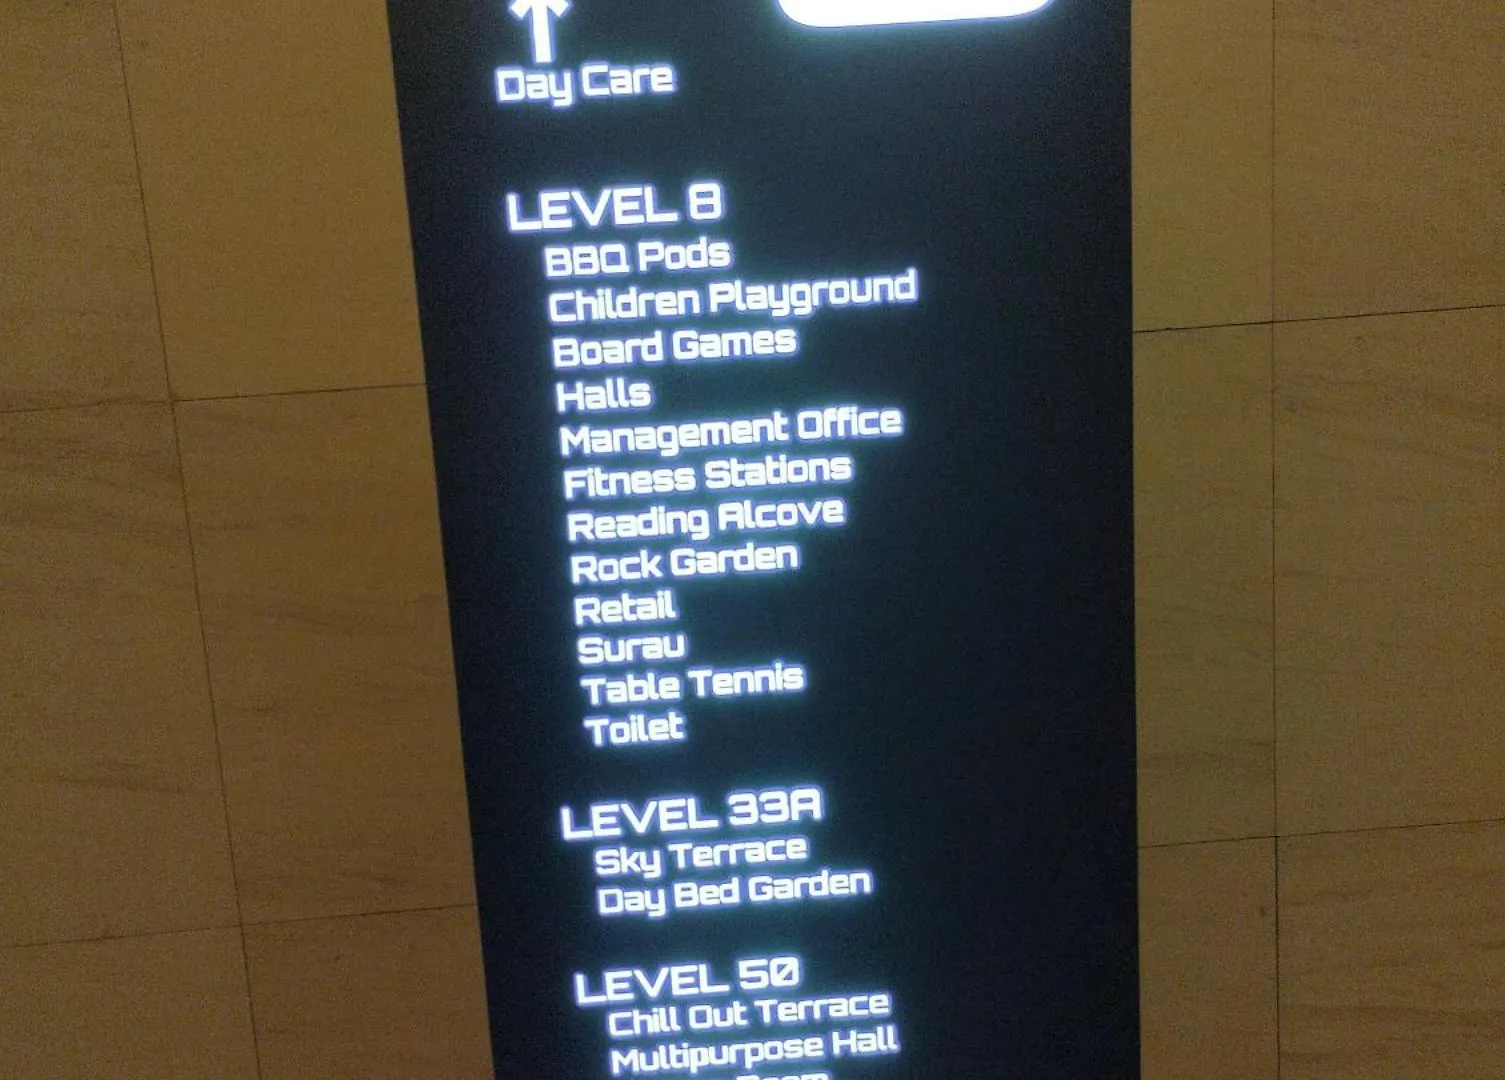 Day Care
LEVEL 8
BBQ Pods
Children Playground
Board Games
Halls
Management Office
Fitness Stations
Reading Alcove
Rock Garden
Retail
Surau
Table Tennis
Toilet
LEVEL 33A
Sky Terrace
Day Bed Garden
LEVEL 50
Chill Out Terrace
Multipurpose Hall
Room